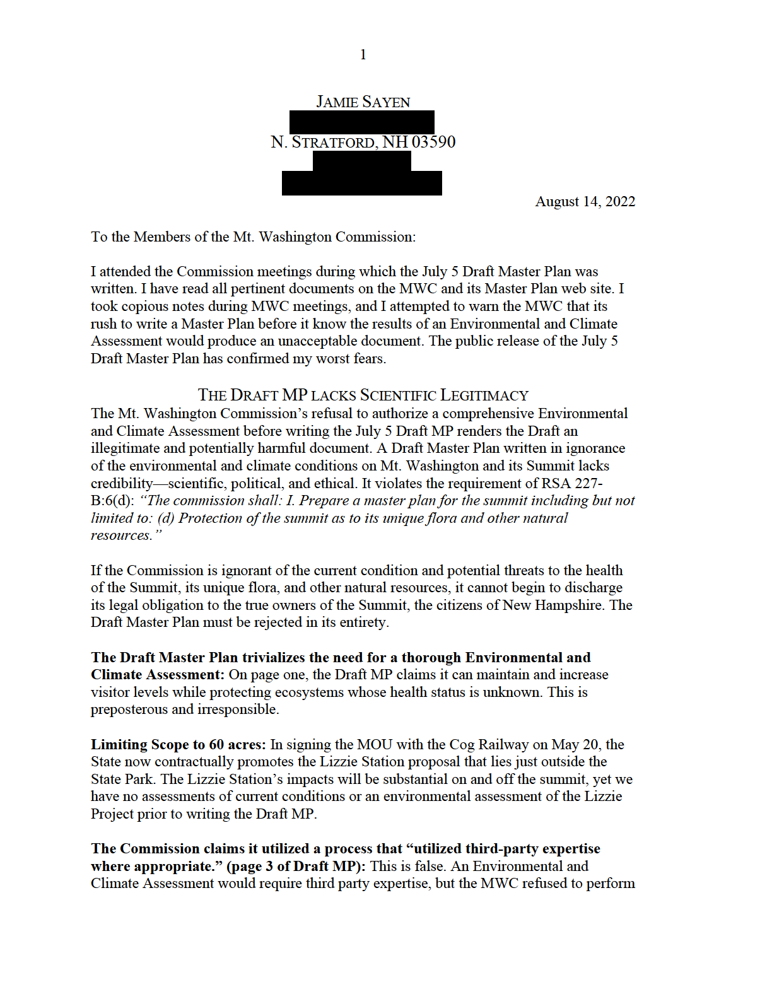 1
JAMIE SAYEN
N. STRATFORD, NH 03590
August 14, 2022
To the Members of the Mt. Washington Commission:
I attended the Commission meetings during which the July 5 Draft Master Plan was
written. I have read all pertinent documents on the MWC and its Master Plan web site. I
took copious notes during MWC meetings, and I attempted to warn the MWC that its
rush to write a Master Plan before it know the results of an Environmental and Climate
Assessment would produce an unacceptable document. The public release of the July 5
Draft Master Plan has confirmed my worst fears.
THE DRAFT MP LACKS SCIENTIFIC LEGITIMACY
The Mt. Washington Commission’s refusal to authorize a comprehensive Environmental
and Climate Assessment before writing the July 5 Draft MP renders the Draft an
illegitimate and potentially harmful document. A Draft Master Plan written in ignorance
of the environmental and climate conditions on Mt. Washington and its Summit lacks
credibility—scientific, political, and ethical. It violates the requirement of RSA 227-
B:6(d): “The commission shall: I. Prepare a master plan for the summit including but not
limited to: (d) Protection of the summit as to its unique flora and other natural
resources.”
If the Commission is ignorant of the current condition and potential threats to the health
of the Summit, its unique flora, and other natural resources, it cannot begin to discharge
its legal obligation to the true owners of the Summit, the citizens of New Hampshire. The
Draft Master Plan must be rejected in its entirety.
The Draft Master Plan trivializes the need for a thorough Environmental and
Climate Assessment: On page one, the Draft MP claims it can maintain and increase
visitor levels while protecting ecosystems whose health status is unknown. This is
preposterous and irresponsible.
Limiting Scope to 60 acres: In signing the MOU with the Cog Railway on May 20, the
State now contractually promotes the Lizzie Station proposal that lies just outside the
State Park. The Lizzie Station’s impacts will be substantial on and off the summit, yet we
have no assessments of current conditions or an environmental assessment of the Lizzie
Project prior to writing the Draft MP.
The Commission claims it utilized a process that “utilized third-party expertise
where appropriate.” (page 3 of Draft MP): This is false. An Environmental and
Climate Assessment would require third party expertise, but the MWC refused to perform